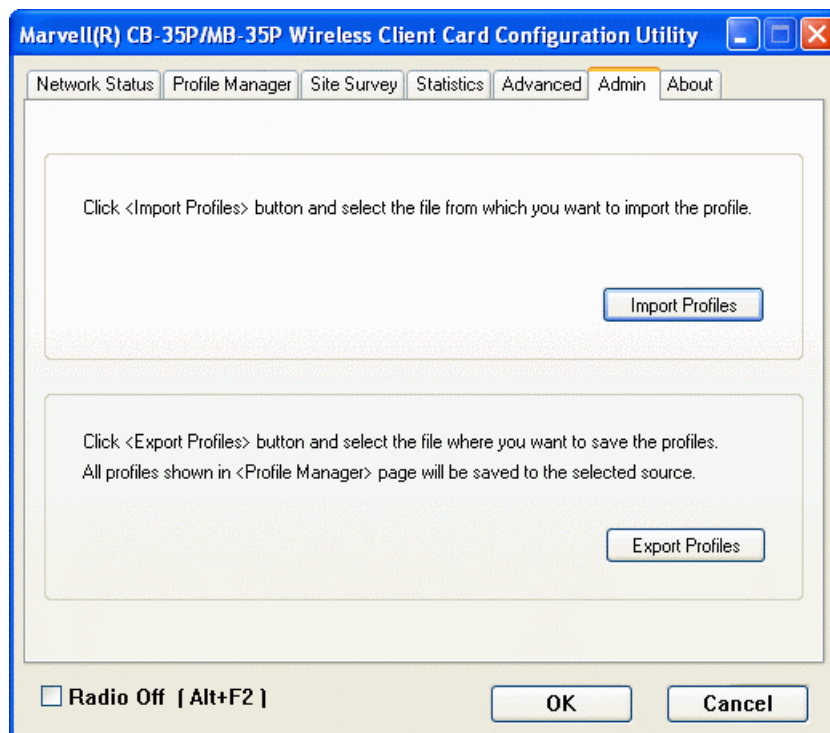 Marvell(R) CB-35P/MB-35P Wireless Client Card Configuration Utility
Network Status Profile Manager Site Survey Statistics Advanced Admin About
Click <Import Profiles> button and select the file from which you want to import the profile.
Import Profiles
Click <Export Profiles> button and select the file where you want to save the profiles.
All profiles shown in <Profile Manager> page will be saved to the selected source.
Export Profiles
Radio Off ( Alt+F2 )
OK Cancel